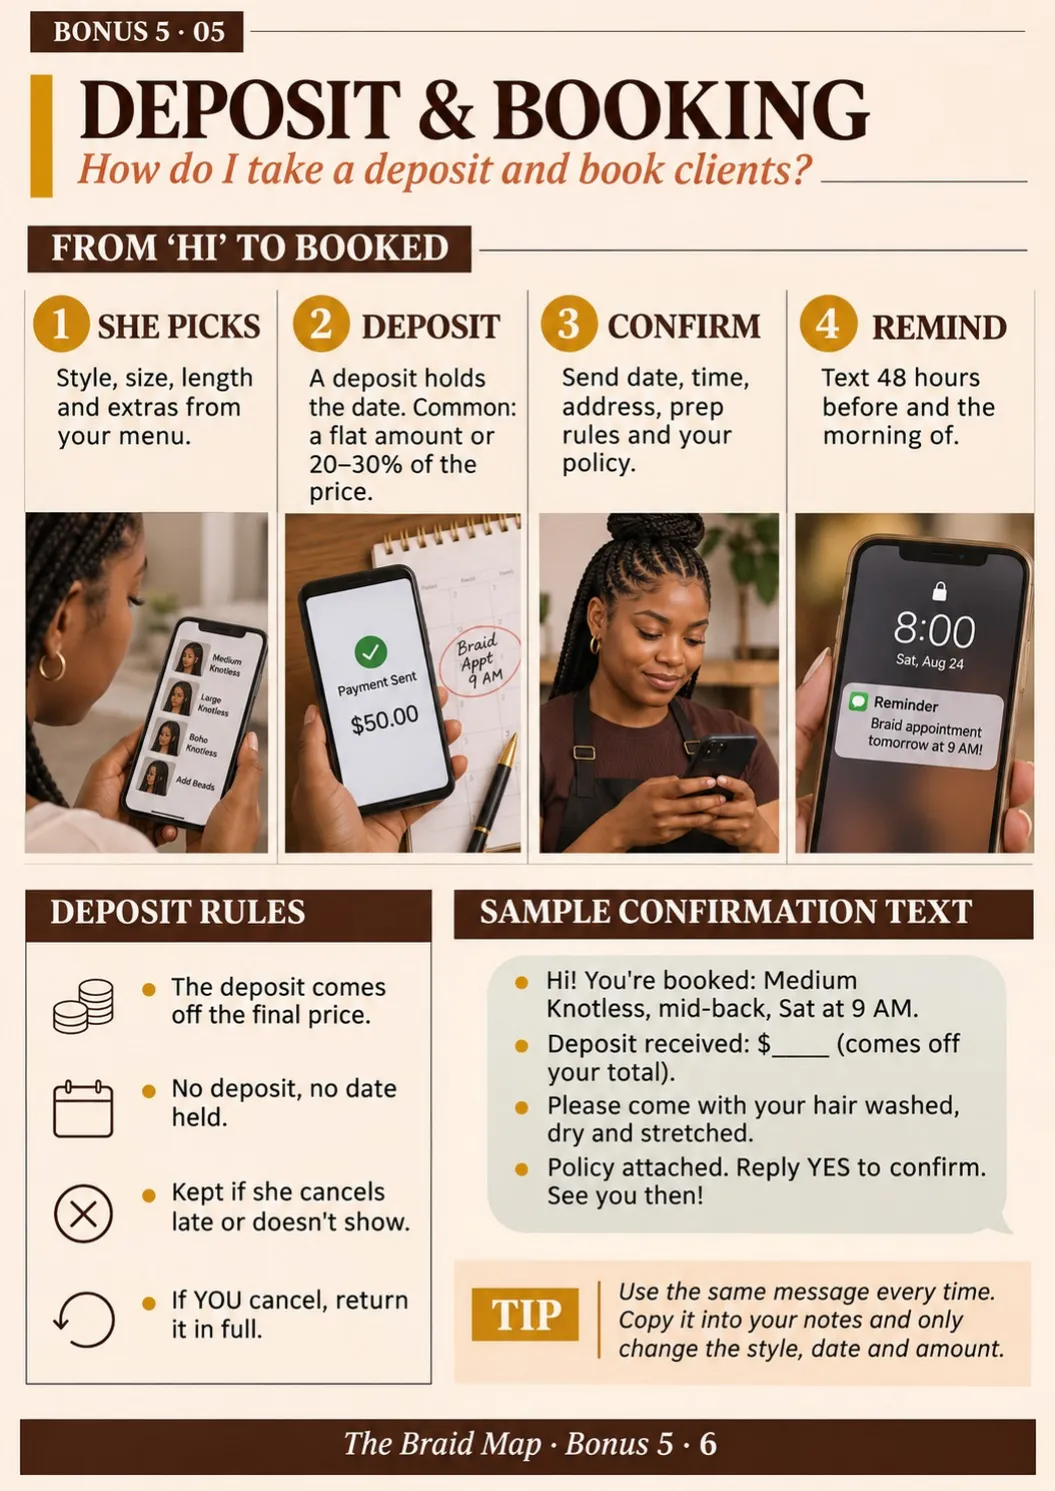 BONUS 5 · 05
DEPOSIT & BOOKING
How do I take a deposit and book clients?
FROM ‘HI’ TO BOOKED
1 SHE PICKS
Style, size, length
and extras from
your menu.
2 DEPOSIT
A deposit holds
the date. Common:
a flat amount or
20–30% of the
price.
3 CONFIRM
Send date, time,
address, prep
rules and your
policy.
4 REMIND
Text 48 hours
before and the
morning of.
Medium
Knotless
Large
Knotless
Boho
Knotless
Add Beads
Payment Sent
$50.00
Braid
Appt
9 AM
8:00
Sat, Aug 24
Reminder
Braid appointment
tomorrow at 9 AM!
DEPOSIT RULES
The deposit comes
off the final price.
No deposit, no date
held.
Kept if she cancels
late or doesn't show.
If YOU cancel, return
it in full.
SAMPLE CONFIRMATION TEXT
Hi! You're booked: Medium
Knotless, mid-back, Sat at 9 AM.
Deposit received: $____ (comes off
your total).
Please come with your hair washed,
dry and stretched.
Policy attached. Reply YES to confirm.
See you then!
TIP
Use the same message every time.
Copy it into your notes and only
change the style, date and amount.
The Braid Map · Bonus 5 · 6